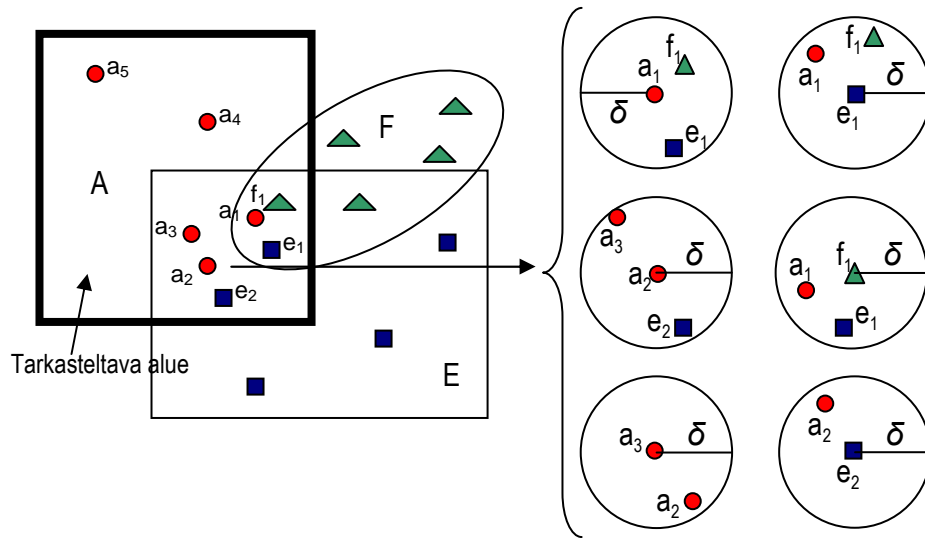 a5
a4
F
A
a1
f1
a3
a2
e1
e2
Tarkasteltava alue
E
f1
a1
δ
e1
f1
a1
δ
e1
a3
a2
δ
e2
f1
δ
a1
e1
a3
δ
a2
a2
δ
e2